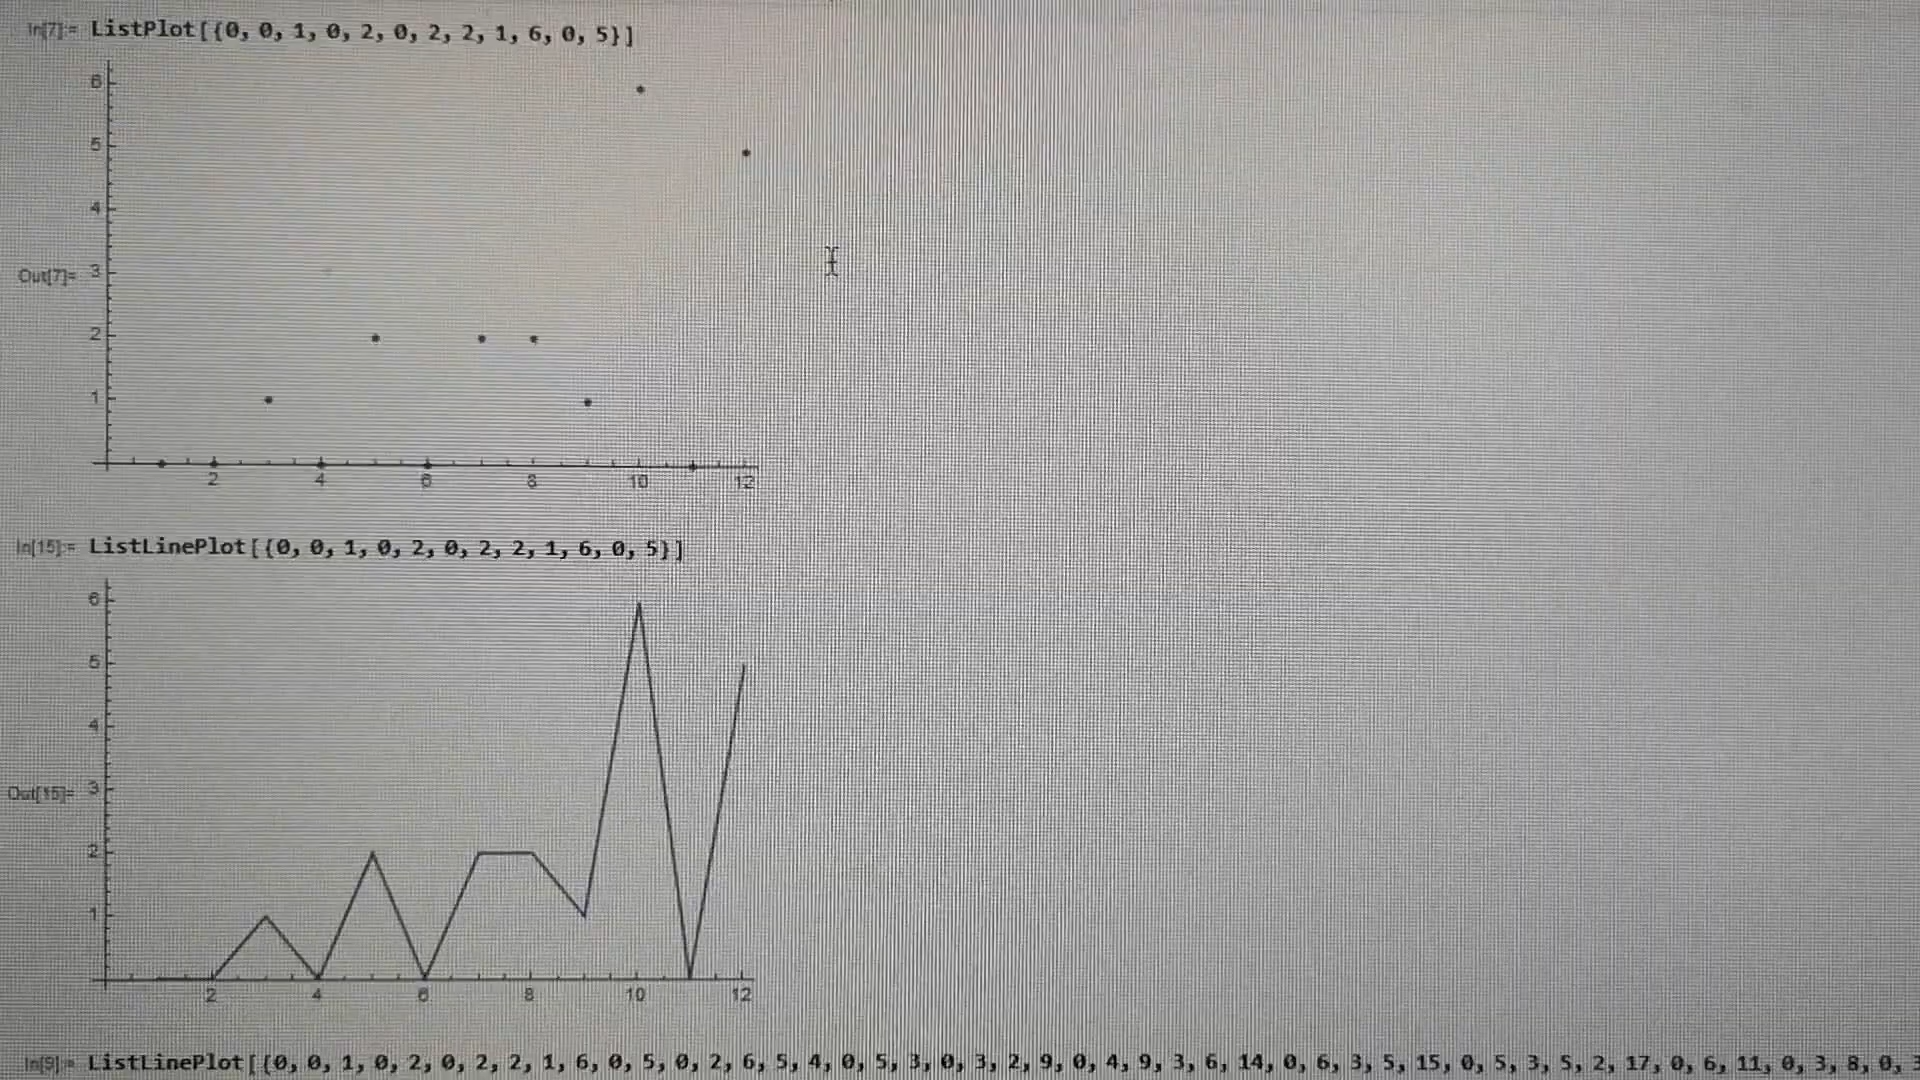 In[7]:= ListPlot[{0, 0, 1, 0, 2, 0, 2, 2, 1, 6, 0, 5}]
6
5
4
Out[7]= 3
2
1
2 4 6 8 10 12
In[15]:= ListLinePlot[{0, 0, 1, 0, 2, 0, 2, 2, 1, 6, 0, 5}]
6
5
4
Out[15]= 3
2
1
2 4 6 8 10 12
In[9]:= ListLinePlot[{0, 0, 1, 0, 2, 0, 2, 2, 1, 6, 0, 5, 0, 2, 6, 5, 4, 0, 5, 3, 0, 3, 2, 9, 0, 4, 9, 3, 6, 14, 0, 6, 3, 5, 15, 0, 5, 3, 5, 2, 17, 0, 6, 11, 0, 3, 8, 0, 3